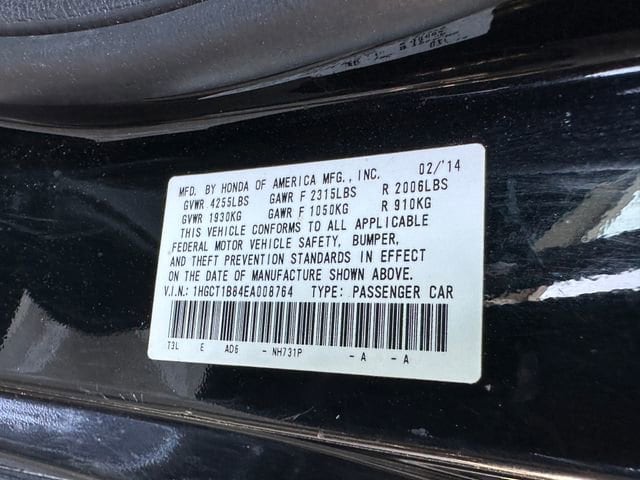 MFD. BY HONDA OF AMERICA MFG., INC. 02/'14
GVWR 4255LBS GAWR F 2315LBS R 2006LBS
GVWR 1930KG GAWR F 1050KG R 910KG
THIS VEHICLE CONFORMS TO ALL APPLICABLE
FEDERAL MOTOR VEHICLE SAFETY, BUMPER,
AND THEFT PREVENTION STANDARDS IN EFFECT
ON THE DATE OF MANUFACTURE SHOWN ABOVE.
V.I.N.: 1HGCT1B84EA008764 TYPE: PASSENGER CAR
T3L E AD6 - NH731P - A - A